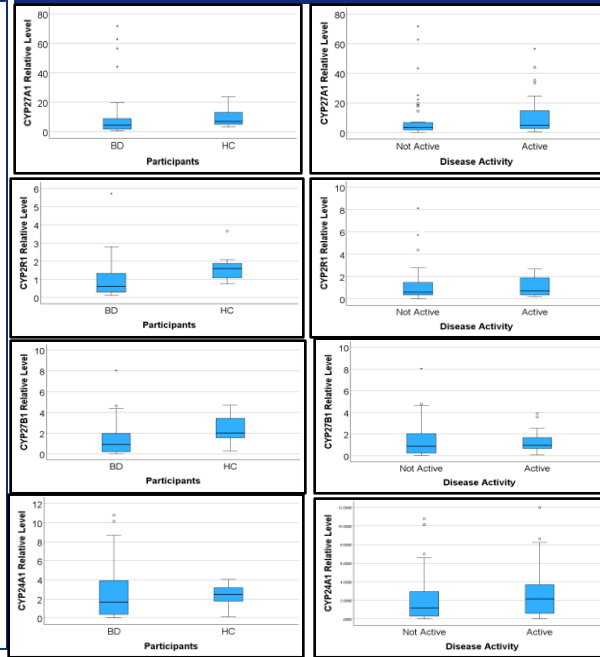 CYP27A1 Relative Level
80
60
40
20
0
BD
HC
Participants
CYP27A1 Relative Level
80
60
40
20
0
Not Active
Active
Disease Activity
CYP2R1 Relative Level
6
5
4
3
2
1
0
BD
HC
Participants
CYP2R1 Relative Level
10
8
6
4
2
0
Not Active
Active
Disease Activity
CYP27B1 Relative Level
10
8
6
4
2
0
BD
HC
Participants
CYP27B1 Relative Level
10
8
6
4
2
0
Not Active
Active
Disease Activity
CYP24A1 Relative Level
12
10
8
6
4
2
0
BD
HC
Participants
CYP24A1 Relative Level
Not Active
Active
Disease Activity